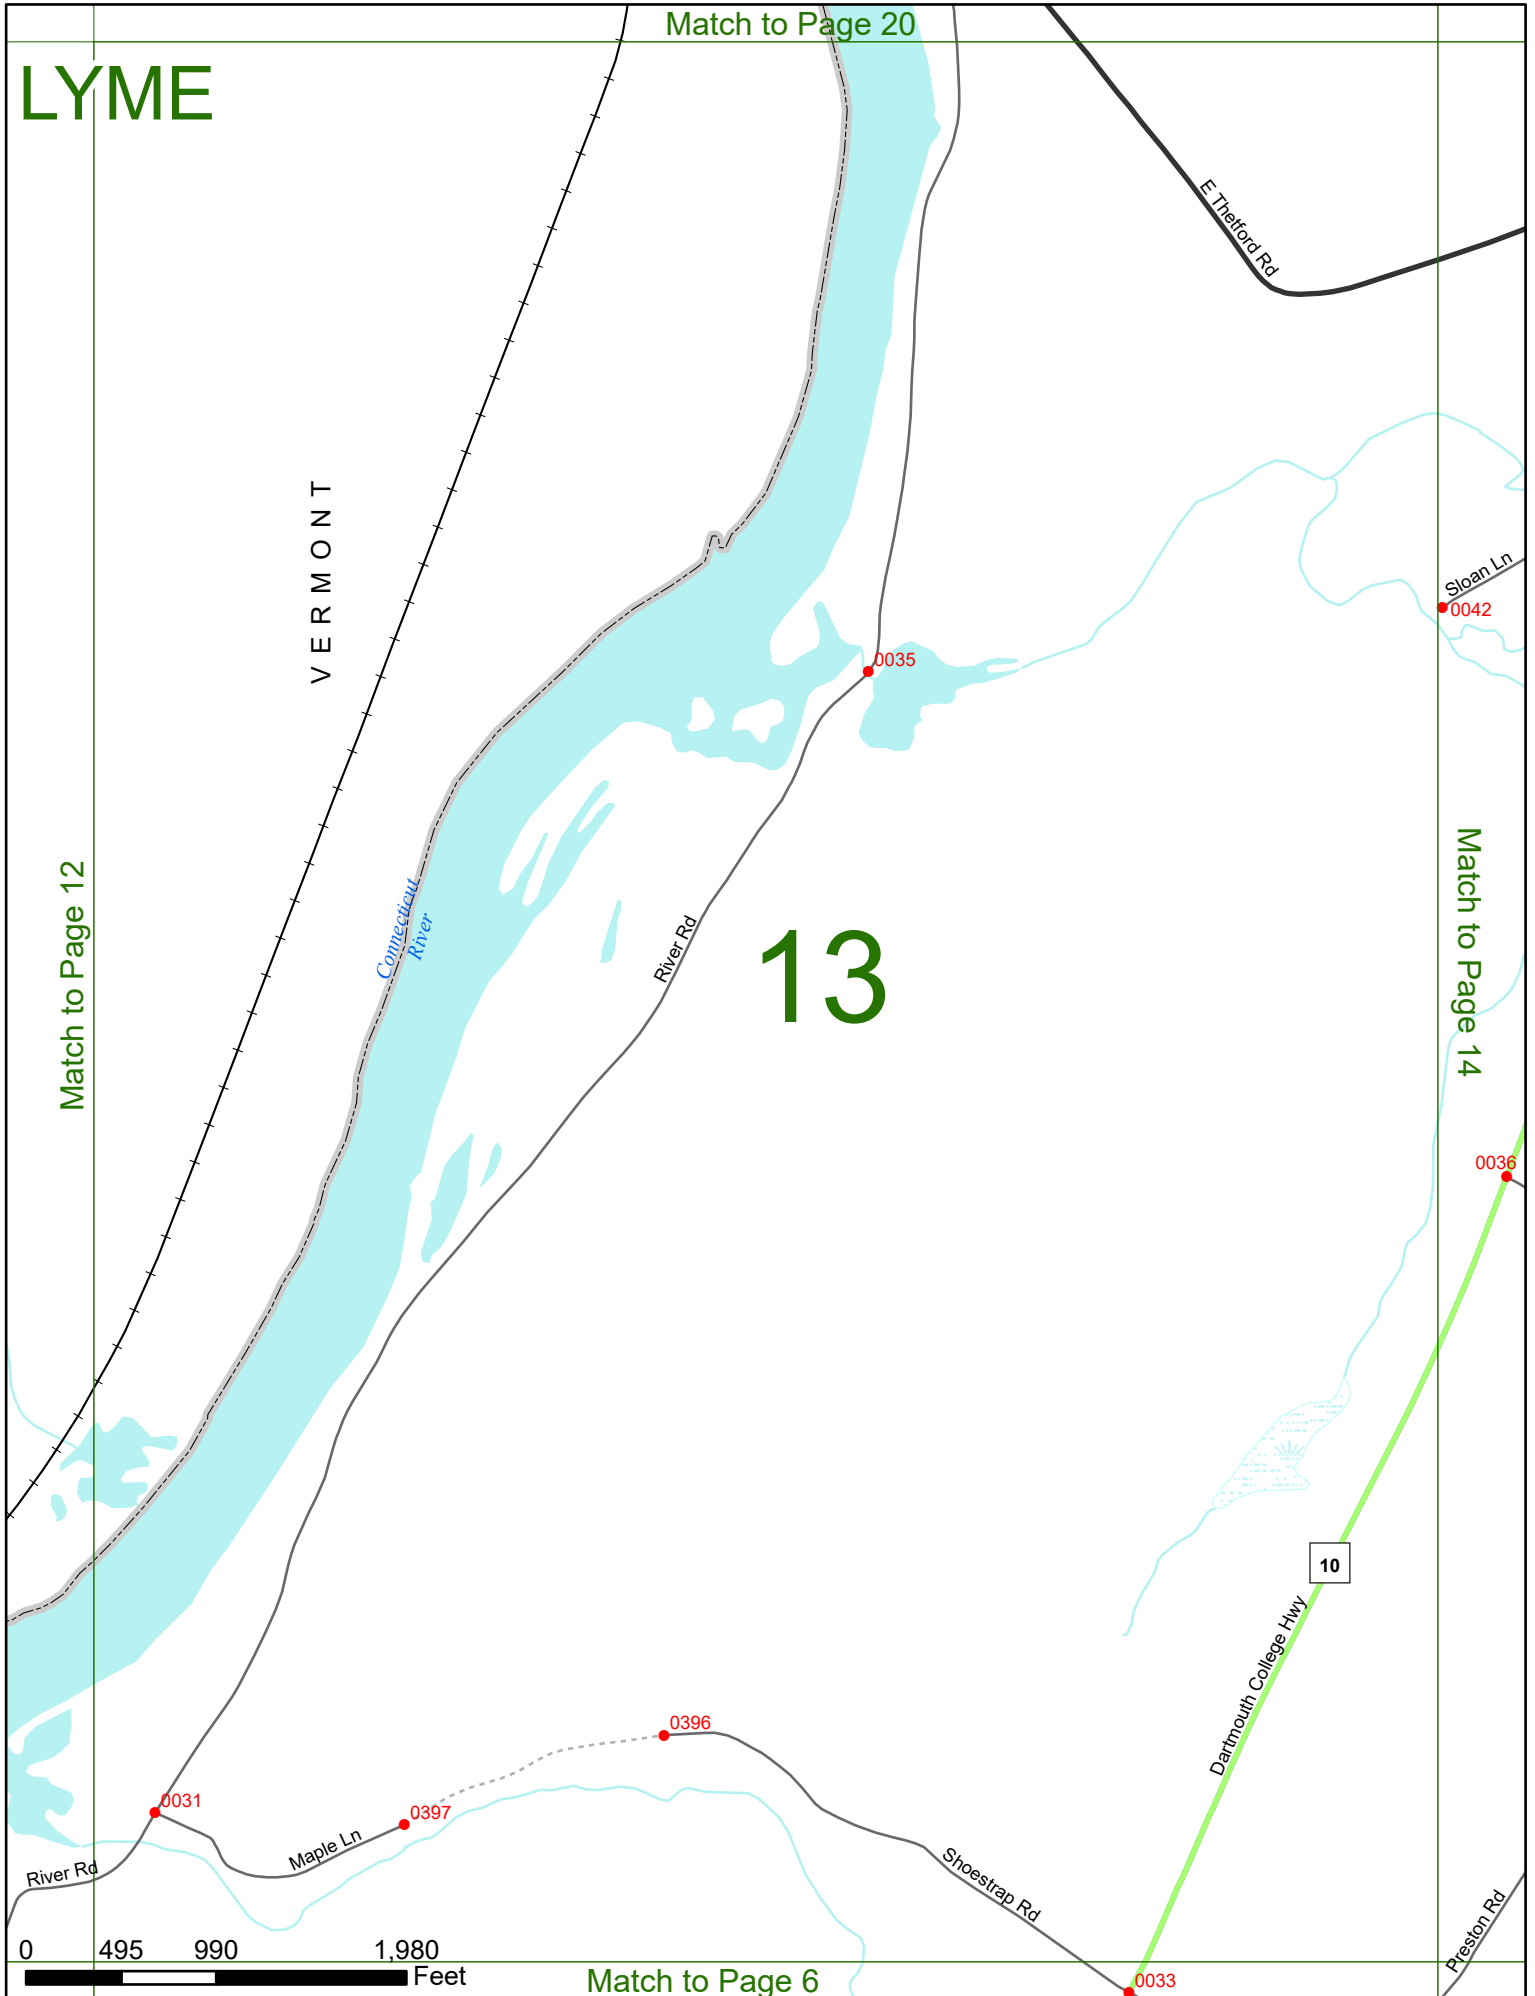 Match to Page 20
LYME
E Thetford Rd
VERMONT
Sloan Ln
0042
0035
Match to Page 12
Connecticut
River
River Rd
13
Match to Page 14
0036
10
Dartmouth College Hwy
0396
0031
0397
Maple Ln
River Rd
Shoestrap Rd
Preston Rd
0 495 990 1,980
Feet
Match to Page 6
0033